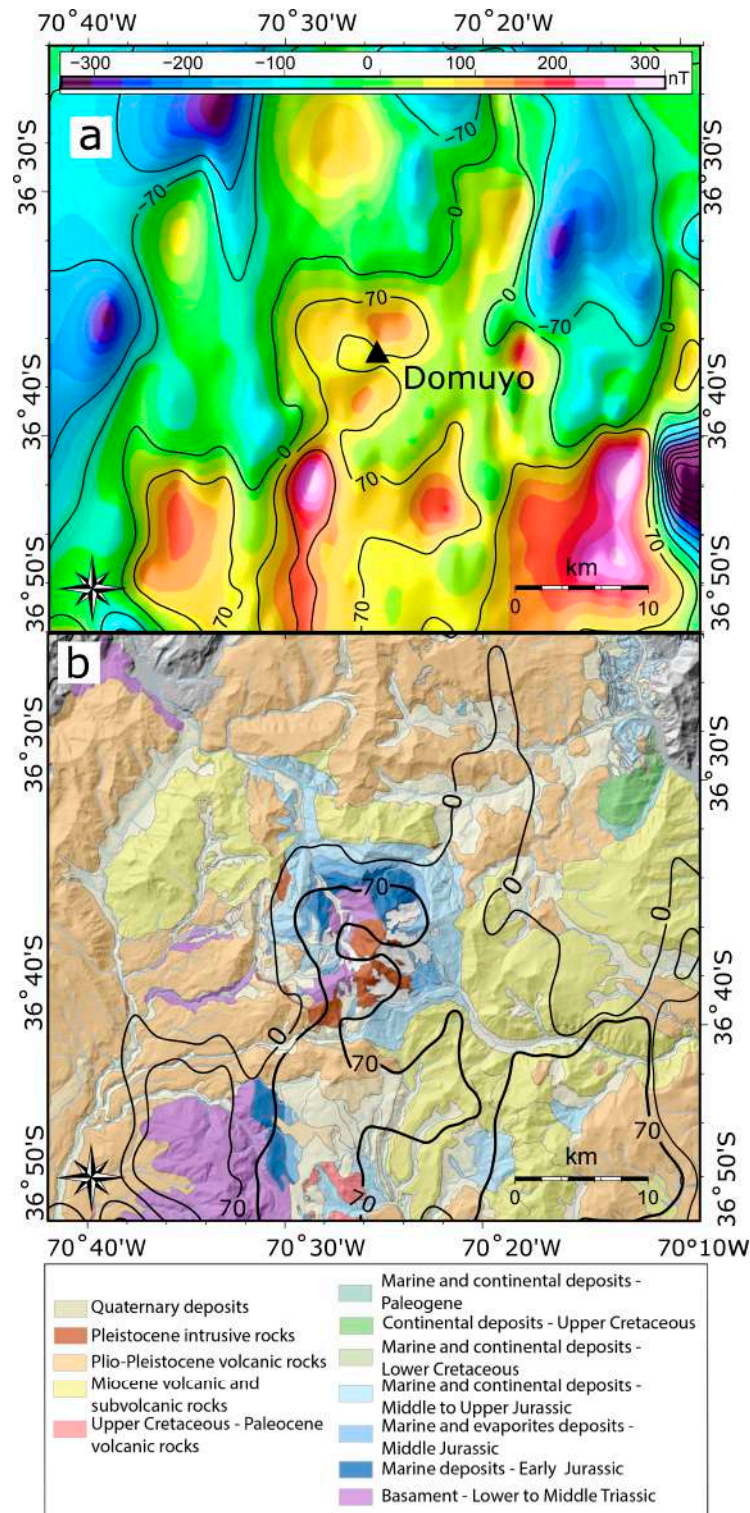 70°40'W 70°30'W 70°20'W
−300 −200 −100 0 100 200 300
nT
a
36°30'S
36°30'S
−70
−70
0
0
−70
0
70
Domuyo
36°40'S
36°40'S
0
70
70
70
−70
km
0 10
36°50'S
36°50'S
b
36°30'S
36°30'S
0
0
0
70
36°40'S
36°40'S
0
70
70
70
70
km
0 10
36°50'S
36°50'S
70°40'W 70°30'W 70°20'W 70°10'W
Quaternary deposits
Pleistocene intrusive rocks
Plio-Pleistocene volcanic rocks
Miocene volcanic and
subvolcanic rocks
Upper Cretaceous - Paleocene
volcanic rocks
Marine and continental deposits -
Paleogene
Continental deposits - Upper Cretaceous
Marine and continental deposits -
Lower Cretaceous
Marine and continental deposits -
Middle to Upper Jurassic
Marine and evaporites deposits -
Middle Jurassic
Marine deposits - Early Jurassic
Basament - Lower to Middle Triassic